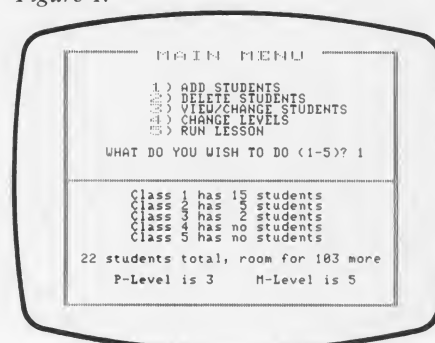 Figure 1.
MAIN MENU
1) ADD STUDENTS
2) DELETE STUDENTS
3) VIEW/CHANGE STUDENTS
4) CHANGE LEVELS
5) RUN LESSON
WHAT DO YOU WISH TO DO (1-5)? 1
Class 1 has 15 students
Class 2 has 5 students
Class 3 has 2 students
Class 4 has no students
Class 5 has no students
22 students total, room for 103 more
P-Level is 3 M-Level is 5